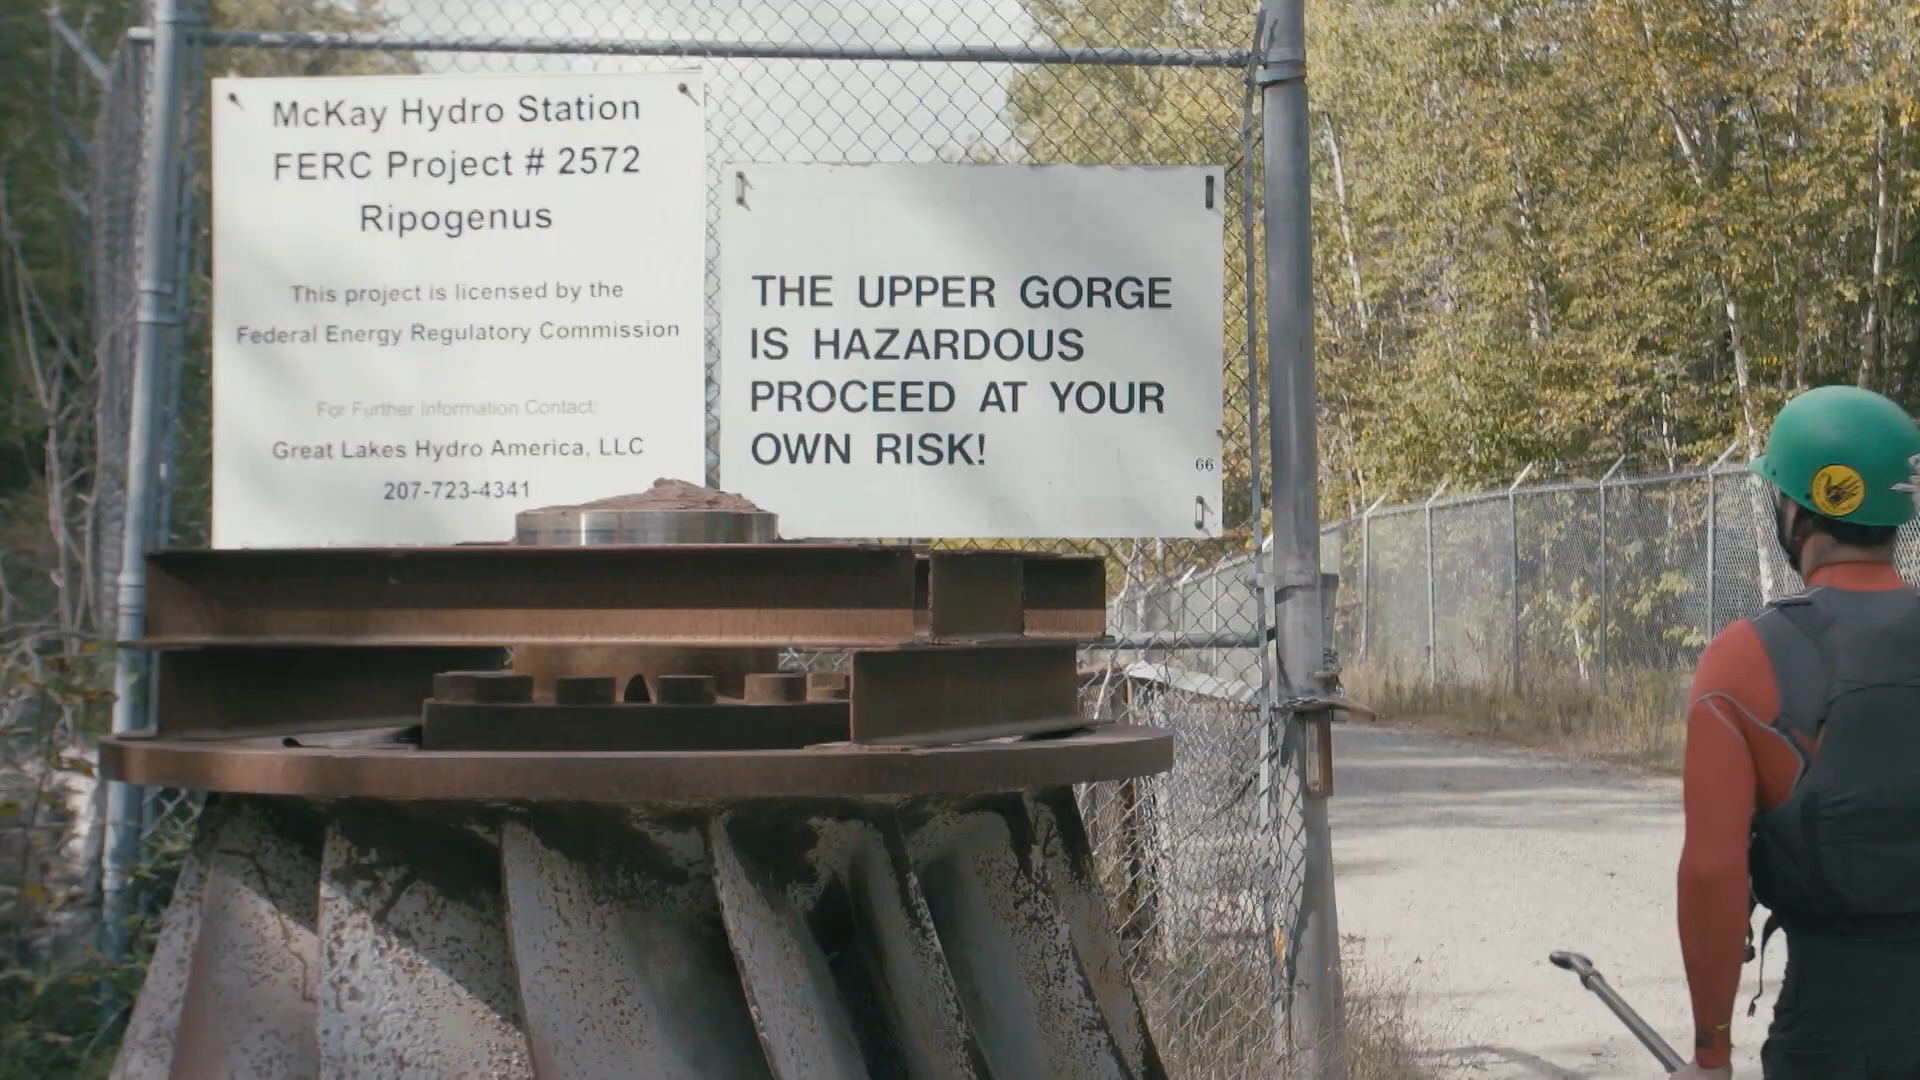 McKay Hydro Station
FERC Project # 2572
Ripogenus
This project is licensed by the
Federal Energy Regulatory Commission
For Further Information Contact:
Great Lakes Hydro America, LLC
207-723-4341
THE UPPER GORGE
IS HAZARDOUS
PROCEED AT YOUR
OWN RISK!
66